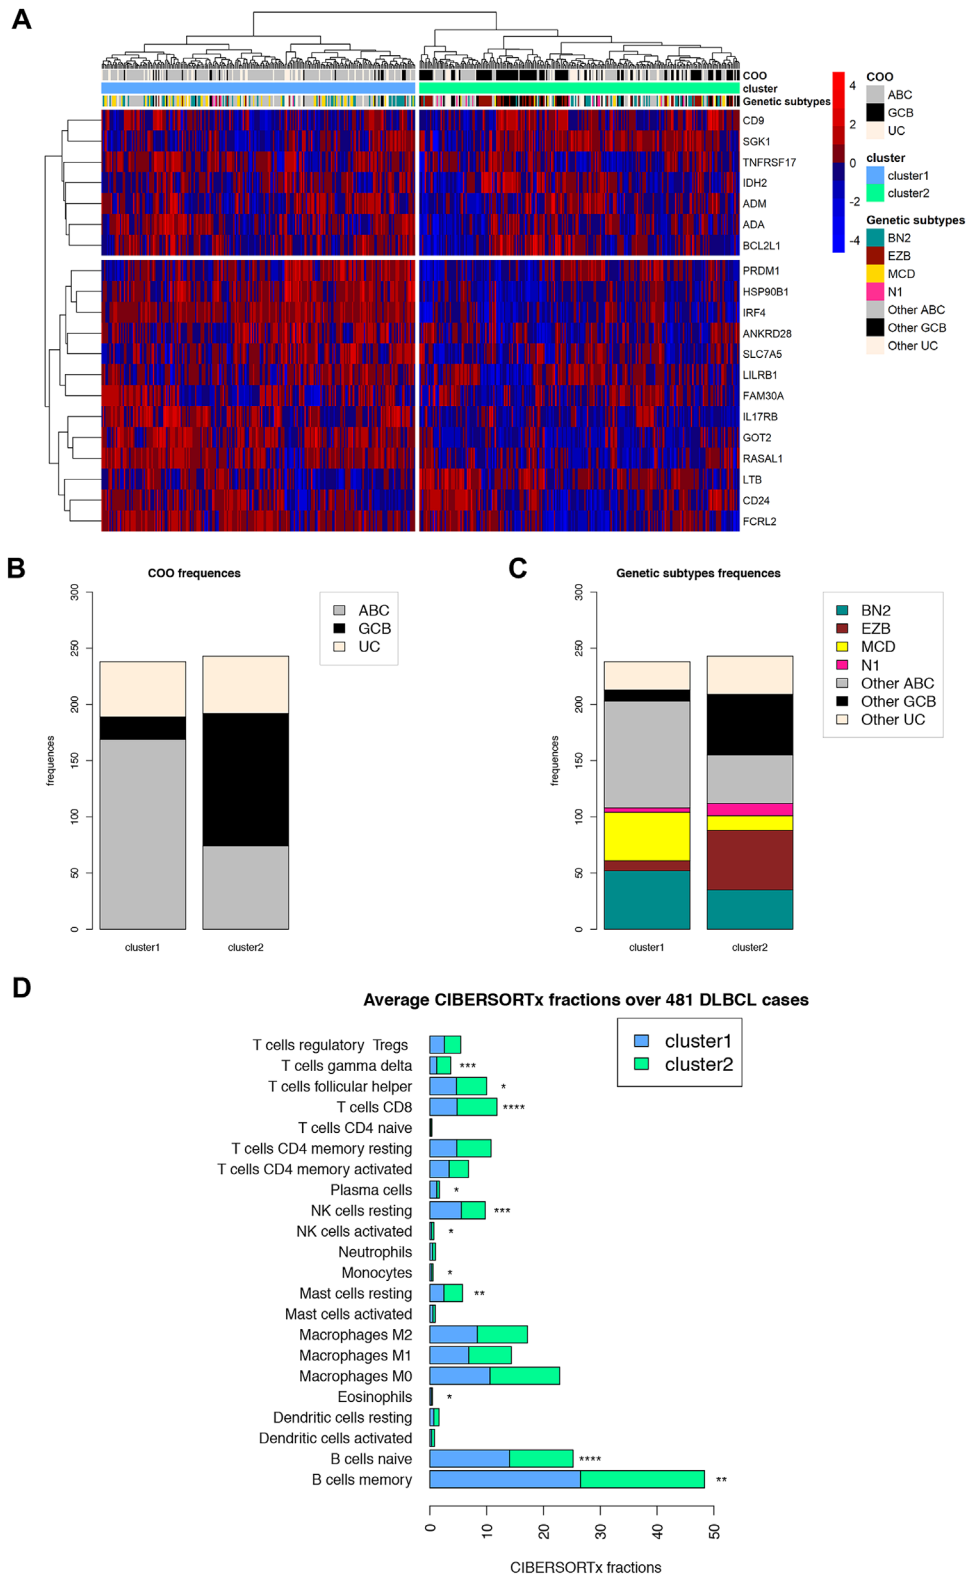 A
COO
cluster
Genetic subtypes
CD9
SGK1
TNFRSF17
IDH2
ADM
ADA
BCL2L1
PRDM1
HSP90B1
IRF4
ANKRD28
SLC7A5
LILRB1
FAM30A
IL17RB
GOT2
RASAL1
LTB
CD24
FCRL2
4
2
0
-2
-4
COO
ABC
GCB
UC
cluster
cluster1
cluster2
Genetic subtypes
BN2
EZB
MCD
N1
Other ABC
Other GCB
Other UC
B
COO frequences
frequences
300
250
200
150
100
50
0
cluster1
cluster2
ABC
GCB
UC
C
Genetic subtypes frequences
frequences
300
250
200
150
100
50
0
cluster1
cluster2
BN2
EZB
MCD
N1
Other ABC
Other GCB
Other UC
D
Average CIBERSORTx fractions over 481 DLBCL cases
cluster1
cluster2
T cells regulatory Tregs
T cells gamma delta ***
T cells follicular helper *
T cells CD8 ****
T cells CD4 naive
T cells CD4 memory resting
T cells CD4 memory activated
Plasma cells *
NK cells resting ***
NK cells activated *
Neutrophils
Monocytes *
Mast cells resting **
Mast cells activated
Macrophages M2
Macrophages M1
Macrophages M0
Eosinophils *
Dendritic cells resting
Dendritic cells activated
B cells naive ****
B cells memory **
0 10 20 30 40 50
CIBERSORTx fractions